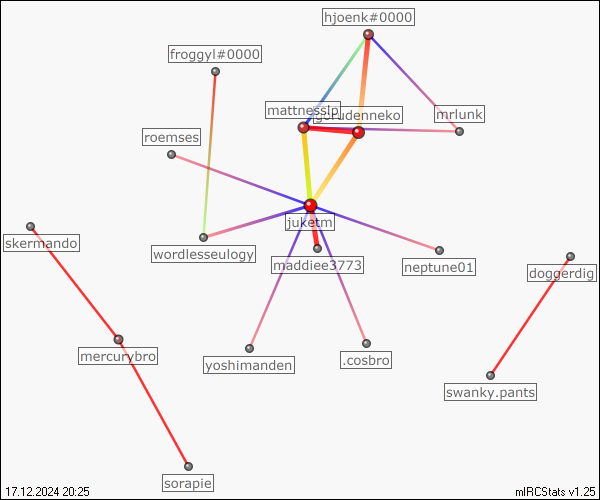 hjoenk#0000
froggyl#0000
mattnesslp
mrlunk
roemses
juketm
skermando
wordlesseulogy
maddiee3773
neptune01
doggerdig
mercurybro
yoshimanden
.cosbro
swanky.pants
sorapie
17.12.2024 20:25
mIRCStats v1.25